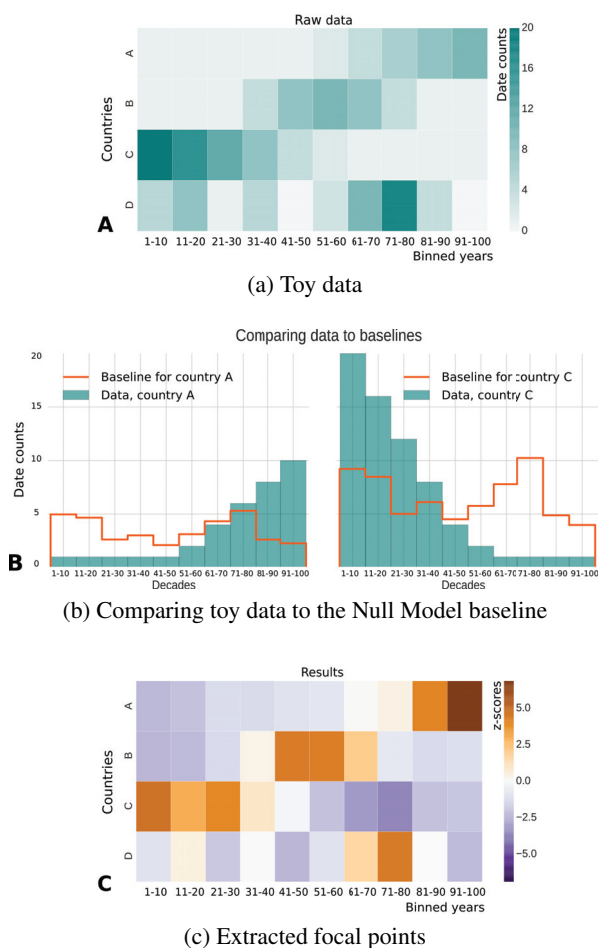 Raw data
A
B
C
D
Countries
1-10 11-20 21-30 31-40 41-50 51-60 61-70 71-80 81-90 91-100
Binned years
20
16
12
8
4
0
Date counts
A
(a) Toy data
Comparing data to baselines
20
15
10
5
0
Date counts
Baseline for country A
Data, country A
1-10 11-20 21-30 31-40 41-50 51-60 61-70 71-80 81-90 91-100
Decades
Baseline for country C
Data, country C
1-10 11-20 21-30 31-40 41-50 51-60 61-70 71-80 81-90 91-100
Decades
B
(b) Comparing toy data to the Null Model baseline
Results
A
B
C
D
Countries
1-10 11-20 21-30 31-40 41-50 51-60 61-70 71-80 81-90 91-100
Binned years
5.0
2.5
0.0
−2.5
−5.0
z-scores
C
(c) Extracted focal points